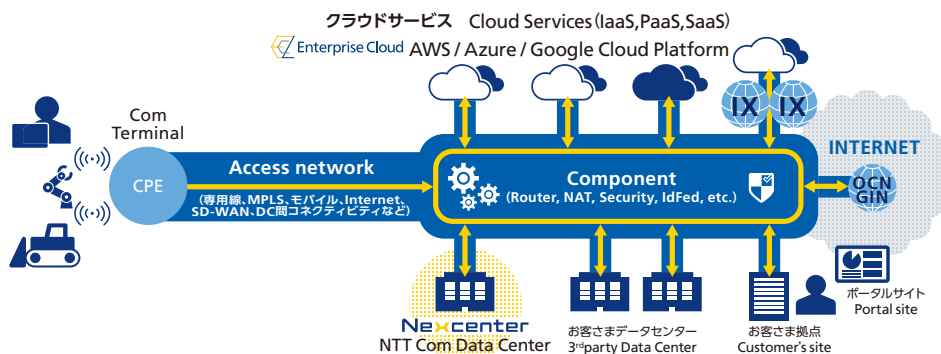 クラウドサービス Cloud Services(IaaS,PaaS,SaaS)
Enterprise Cloud AWS / Azure / Google Cloud Platform
IX IX
Com
Terminal
CPE
Access network
(専用線、MPLS、モバイル、Internet、
SD-WAN、DC間コネクティビティなど)
Component
(Router, NAT, Security, IdFed, etc.)
INTERNET
OCN
GIN
Nexcenter
NTT Com Data Center
お客さまデータセンター
3rdparty Data Center
お客さま拠点
Customer's site
ポータルサイト
Portal site